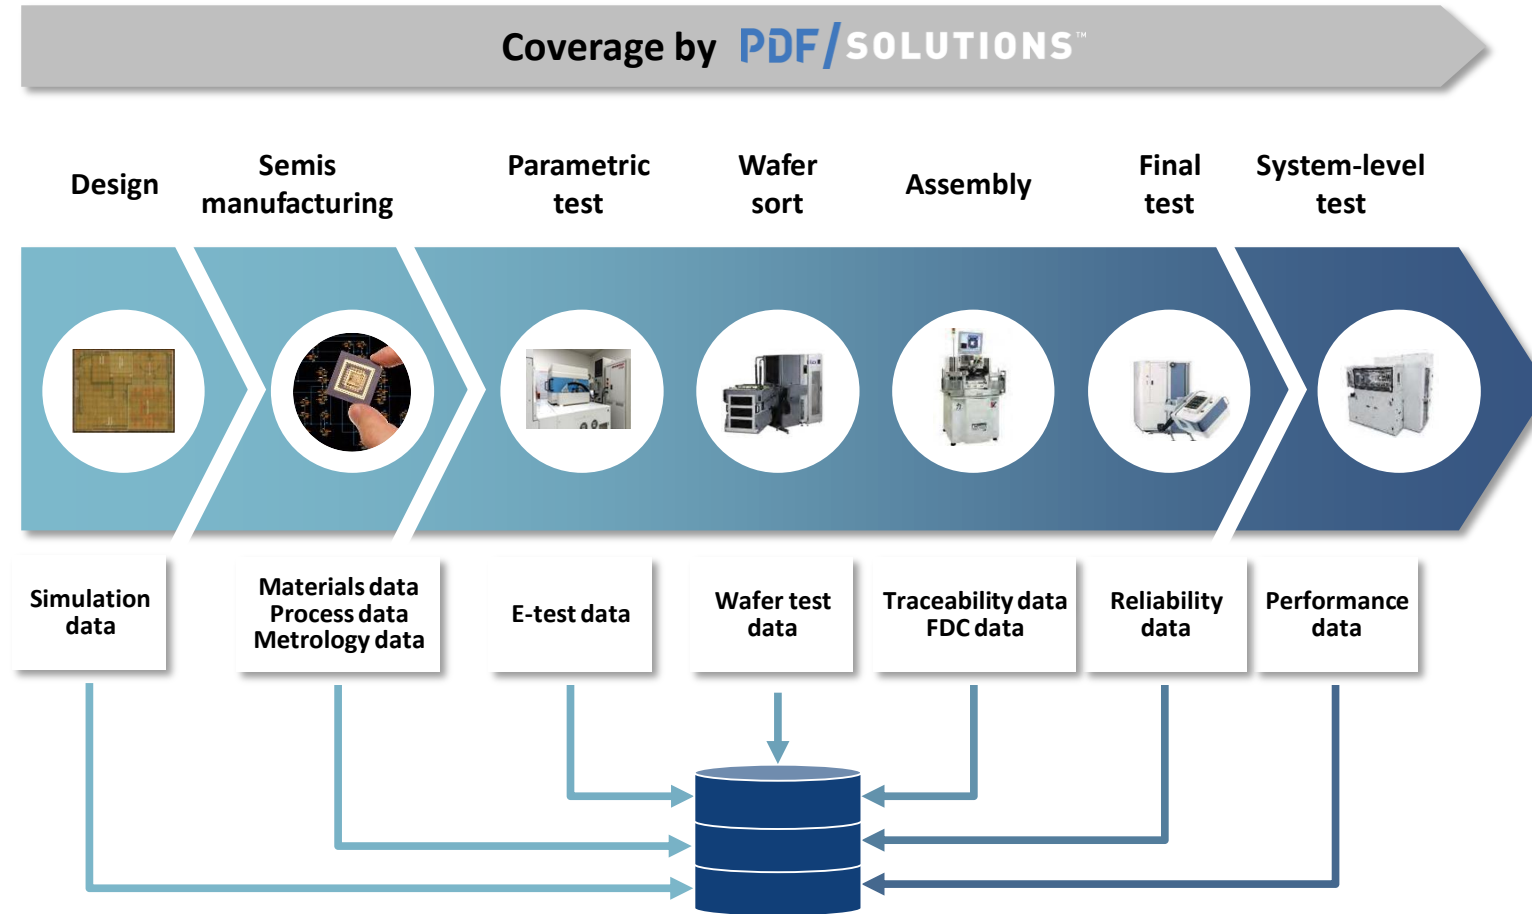 Coverage by PDF/SOLUTIONS™
Design
Semis
manufacturing
Parametric
test
Wafer
sort
Assembly
Final
test
System-level
test
Simulation
data
Materials data
Process data
Metrology data
E-test data
Wafer test
data
Traceability data
FDC data
Reliability
data
Performance
data